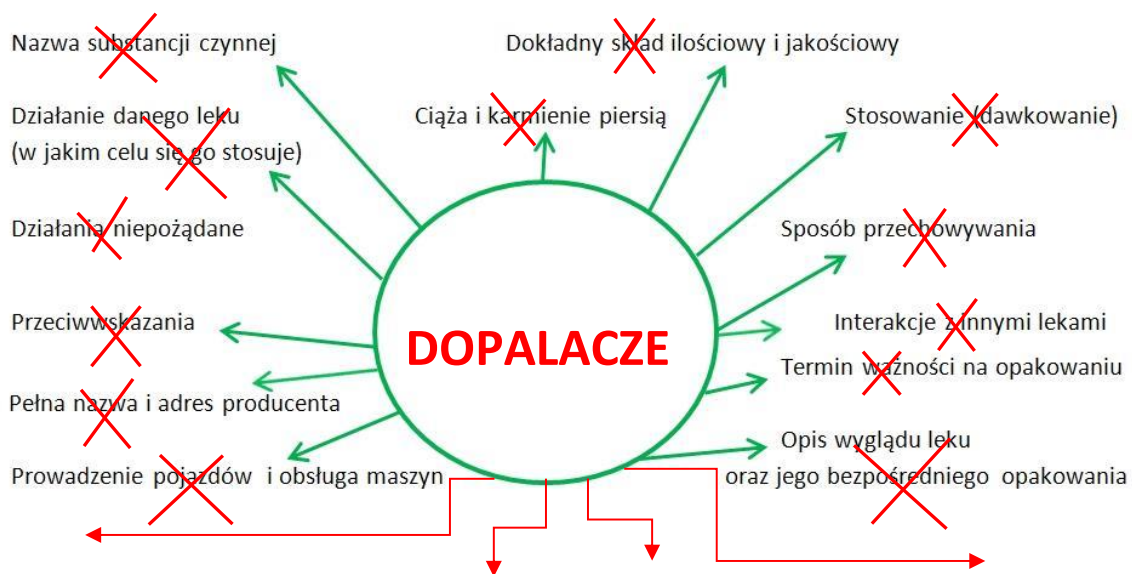 Nazwa substancji czynnej
Dokładny skład ilościowy i jakościowy
Działanie danego leku
(w jakim celu się go stosuje)
Ciąża i karmienie piersią
Stosowanie (dawkowanie)
Działania niepożądane
Sposób przechowywania
Przeciwwskazania
Interakcje z innymi lekami
DOPALACZE
Termin ważności na opakowaniu
Pełna nazwa i adres producenta
Opis wyglądu leku
oraz jego bezpośredniego opakowania
Prowadzenie pojazdów i obsługa maszyn